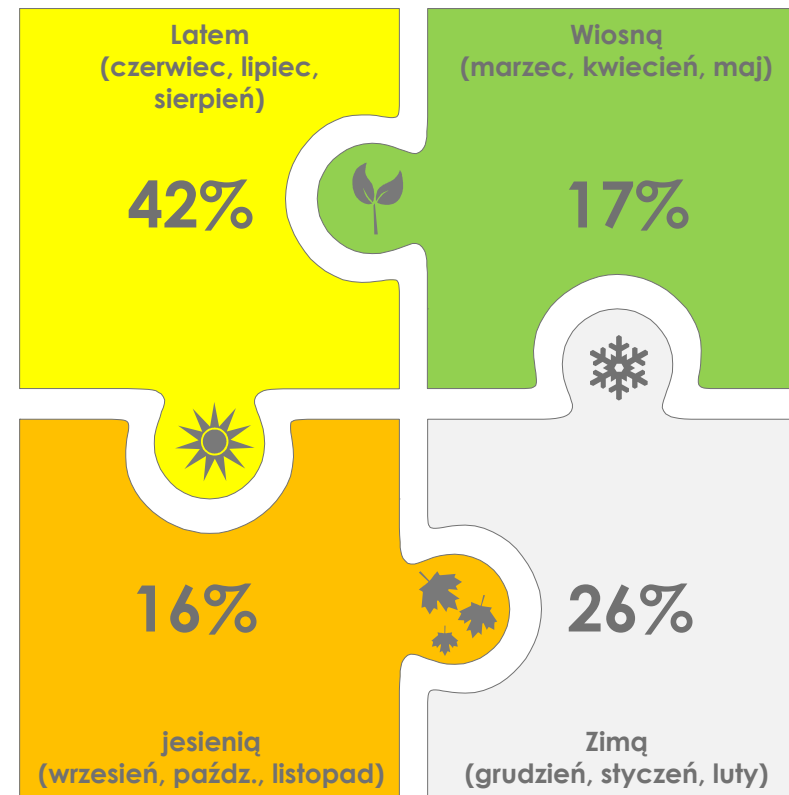 Latem
(czerwiec, lipiec,
sierpień)
42%
Wiosną
(marzec, kwiecień, maj)
17%
16%
jesienią
(wrzesień, paźdz., listopad)
26%
Zimą
(grudzień, styczeń, luty)